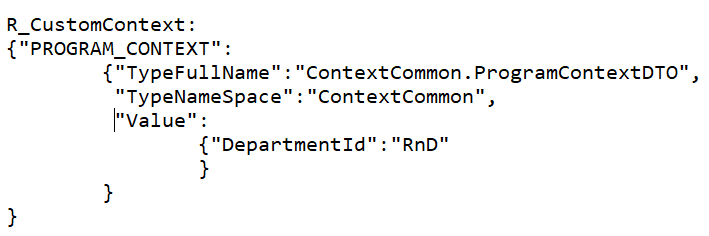 R_CustomContext:
{"PROGRAM_CONTEXT":
{"TypeFullName":"ContextCommon.ProgramContextDTO",
"TypeNameSpace":"ContextCommon",
"Value":
{"DepartmentId":"RnD"
}
}
}